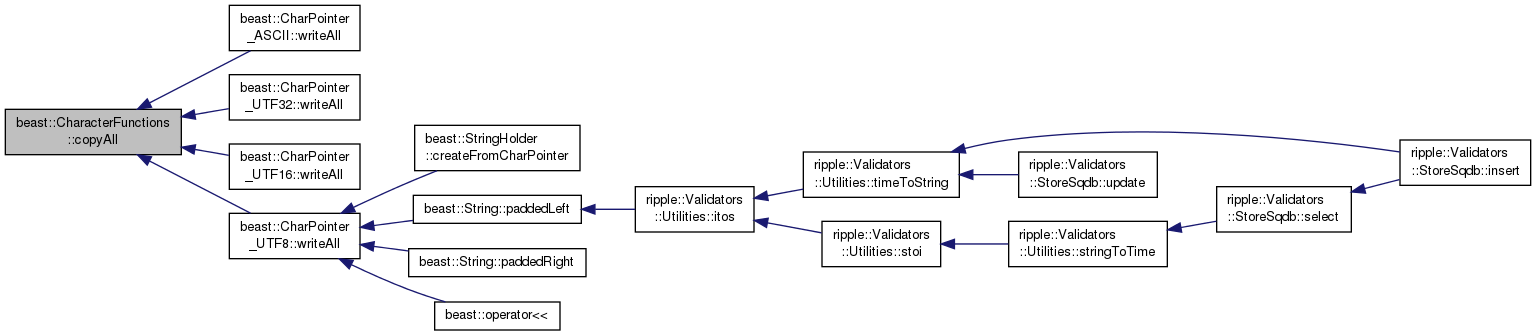 beast::CharPointer
_ASCII::writeAll
beast::CharPointer
_UTF32::writeAll
beast::CharacterFunctions
::copyAll
beast::CharPointer
_UTF16::writeAll
beast::CharPointer
_UTF8::writeAll
beast::StringHolder
::createFromCharPointer
beast::String::paddedLeft
beast::String::paddedRight
beast::operator<<
ripple::Validators
::Utilities::itos
ripple::Validators
::Utilities::timeToString
ripple::Validators
::Utilities::stoi
ripple::Validators
::StoreSqdb::update
ripple::Validators
::Utilities::stringToTime
ripple::Validators
::StoreSqdb::select
ripple::Validators
::StoreSqdb::insert